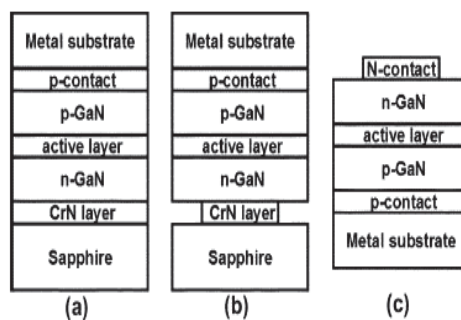 Metal substrate
p-contact
p-GaN
active layer
n-GaN
CrN layer
Sapphire
(a)
Metal substrate
p-contact
p-GaN
active layer
n-GaN
CrN layer
Sapphire
(b)
N-contact
n-GaN
active layer
p-GaN
p-contact
Metal substrate
(c)